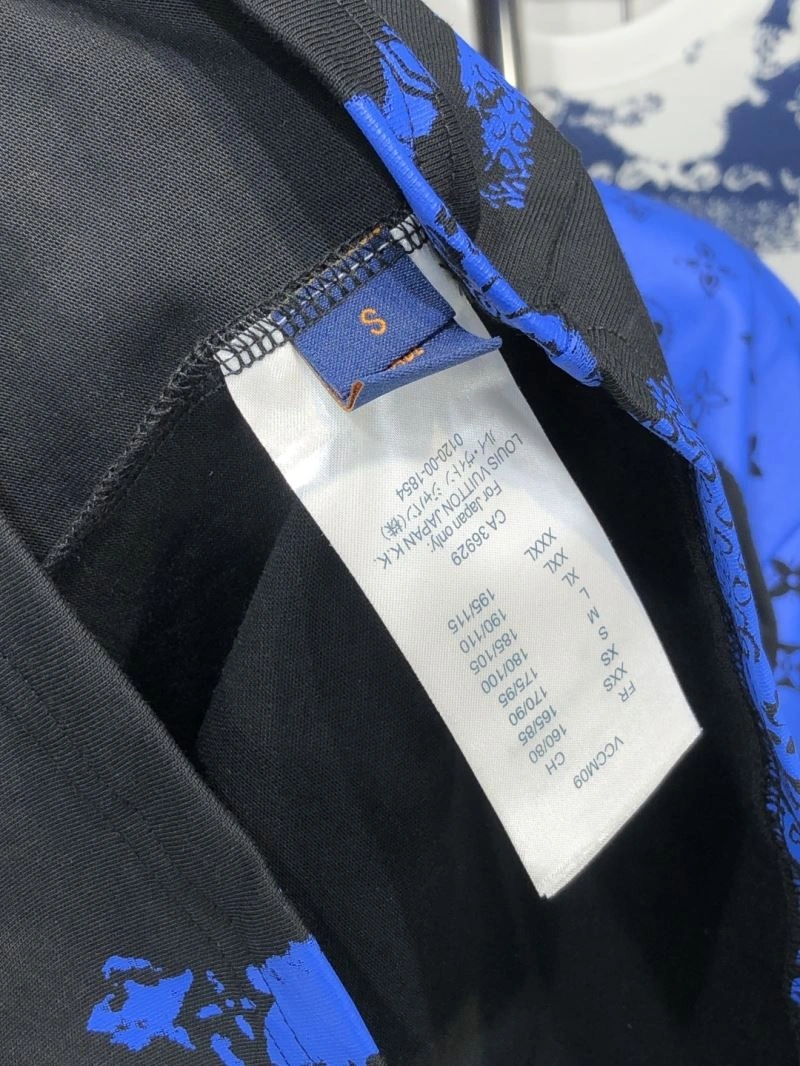 S
VCCM09
FR CH
XXS 160/80
XS 165/85
S 170/90
M 175/95
L 180/100
XL 185/105
XXL 190/110
XXXL 195/115
CA 36929
For Japan only:
LOUIS VUITTON JAPAN K.K.
ルイ・ヴィトン ジャパン(株)
0120-00-1854